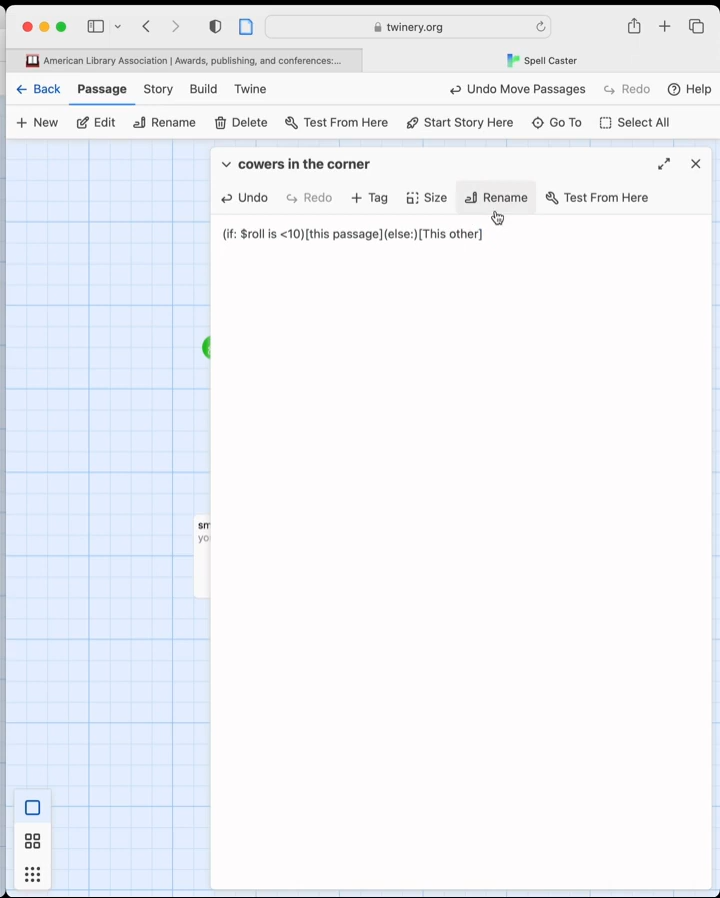 twinery.org
American Library Association | Awards, publishing, and conferences:...
Spell Caster
Back Passage Story Build Twine Undo Move Passages Redo Help
New Edit Rename Delete Test From Here Start Story Here Go To Select All
cowers in the corner
Undo Redo Tag Size Rename Test From Here
(if: $roll is <10)[this passage](else:)[This other]
sm
yo